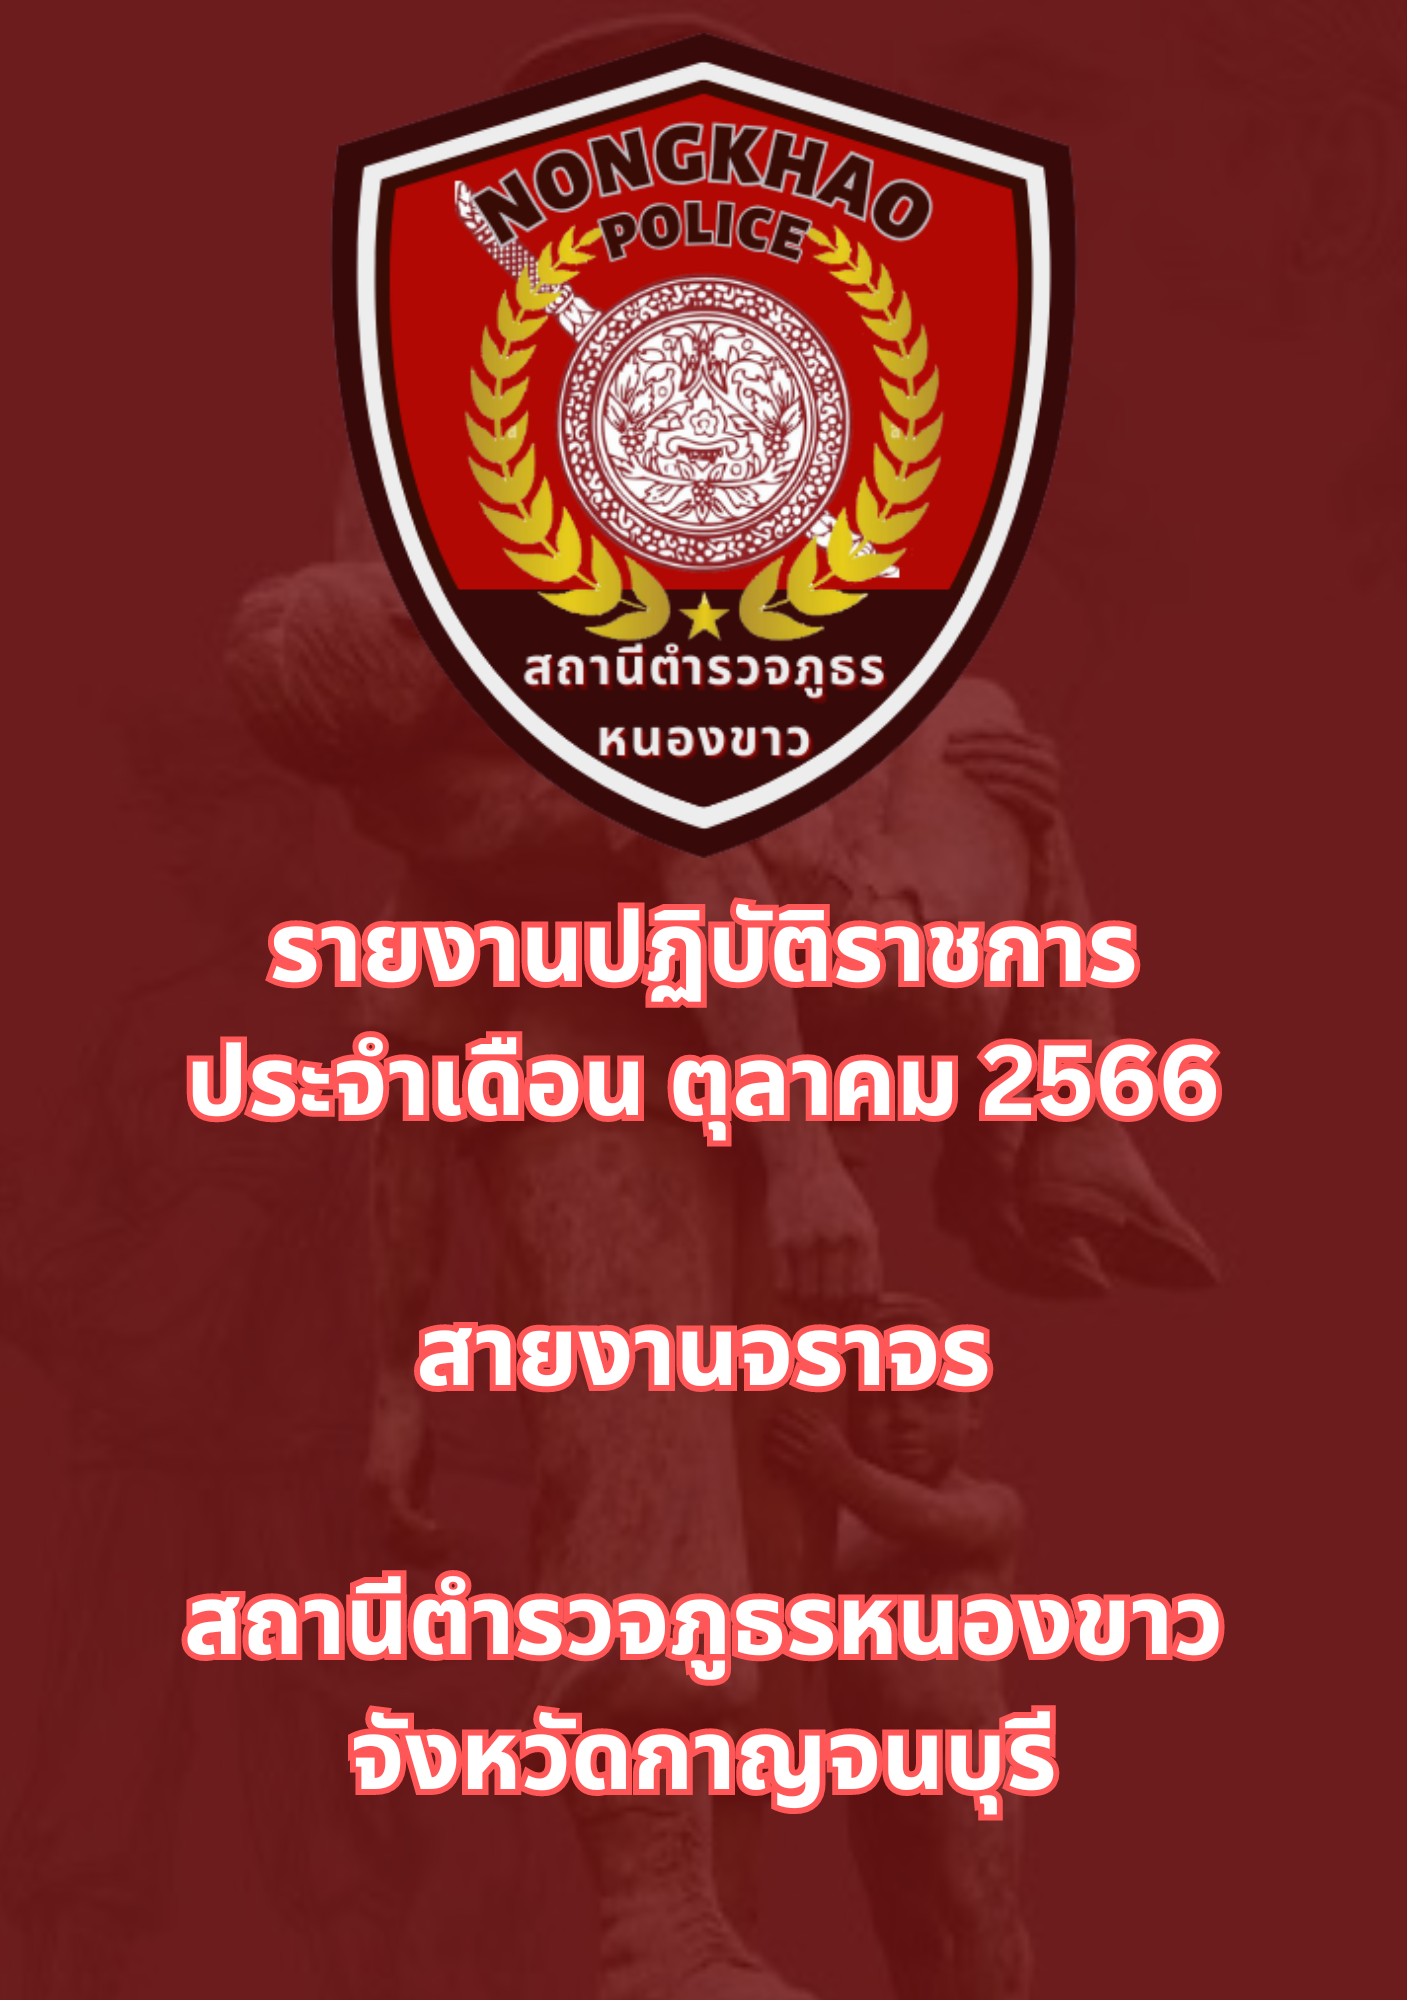 NONGKHAO
POLICE
สถานีตำรวจภูธร
หนองขาว
รายงานปฏิบัติราชการ
ประจำเดือน ตุลาคม 2566
สายงานจราจร
สถานีตำรวจภูธรหนองขาว
จังหวัดกาญจนบุรี